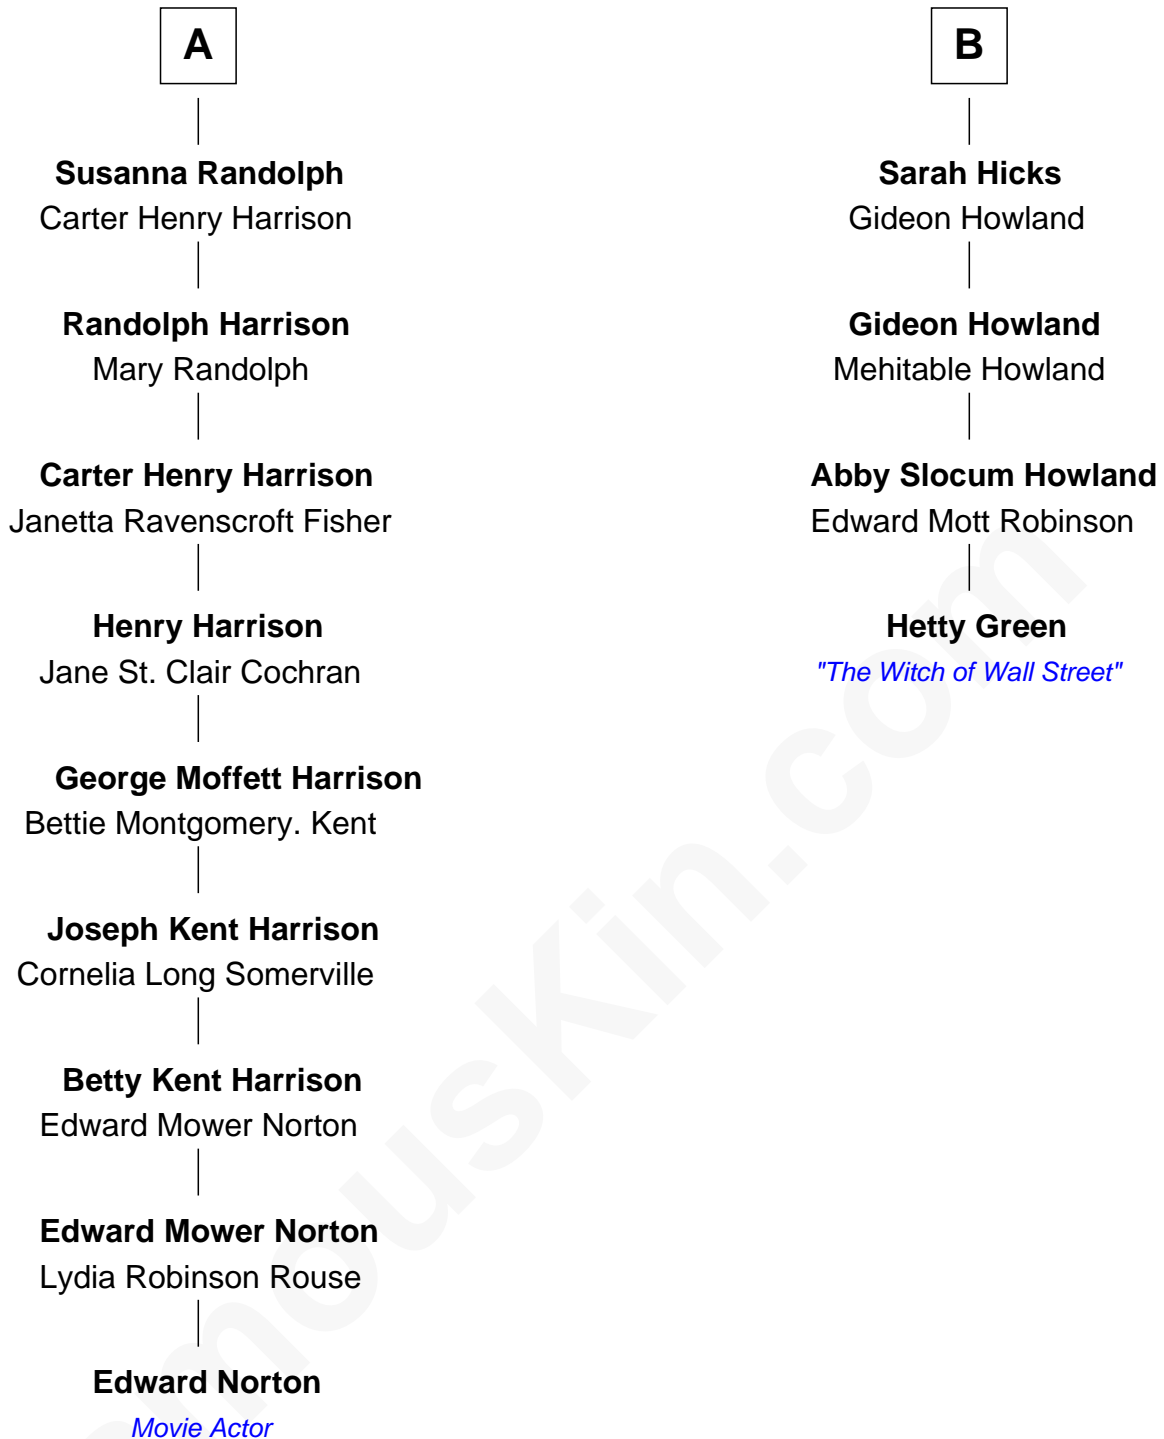 A
Susanna Randolph
Carter Henry Harrison
Randolph Harrison
Mary Randolph
Carter Henry Harrison
Janetta Ravenscroft Fisher
Henry Harrison
Jane St. Clair Cochran
George Moffett Harrison
Bettie Montgomery. Kent
Joseph Kent Harrison
Cornelia Long Somerville
Betty Kent Harrison
Edward Mower Norton
Edward Mower Norton
Lydia Robinson Rouse
Edward Norton
Movie Actor
B
Sarah Hicks
Gideon Howland
Gideon Howland
Mehitable Howland
Abby Slocum Howland
Edward Mott Robinson
Hetty Green
"The Witch of Wall Street"
mouskin.com